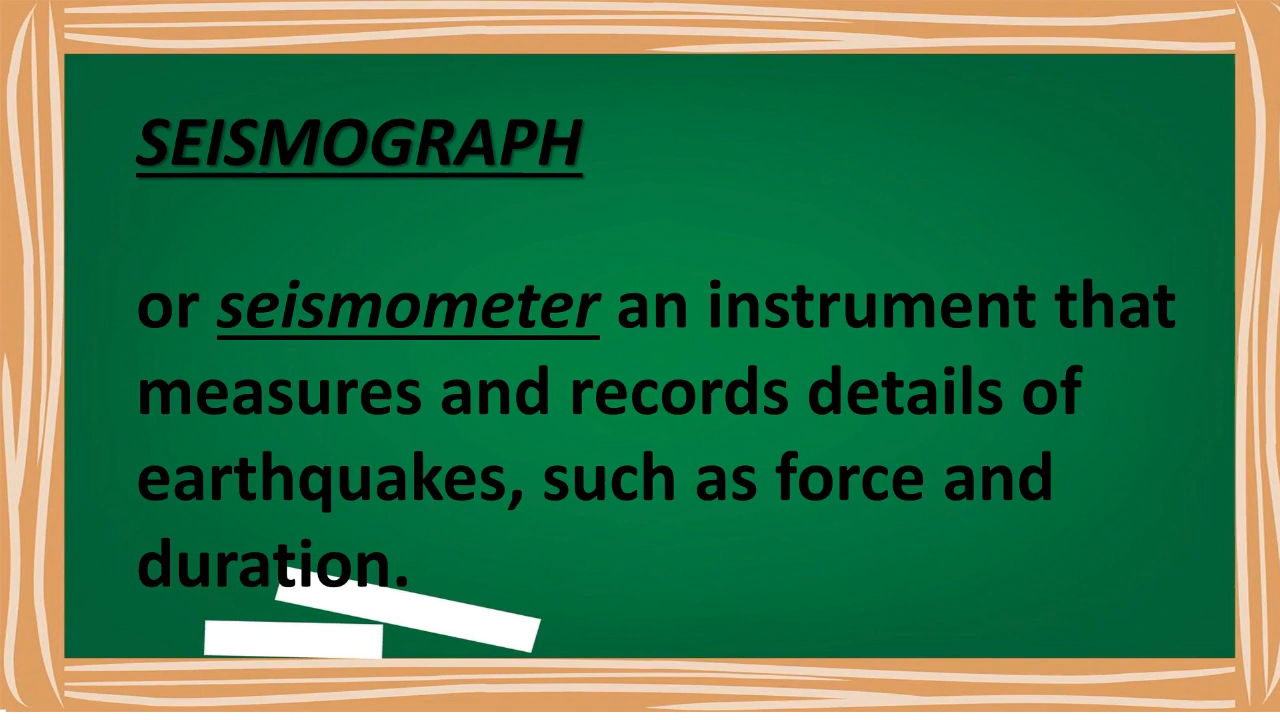 SEISMOGRAPH
or seismometer an instrument that
measures and records details of
earthquakes, such as force and
duration.